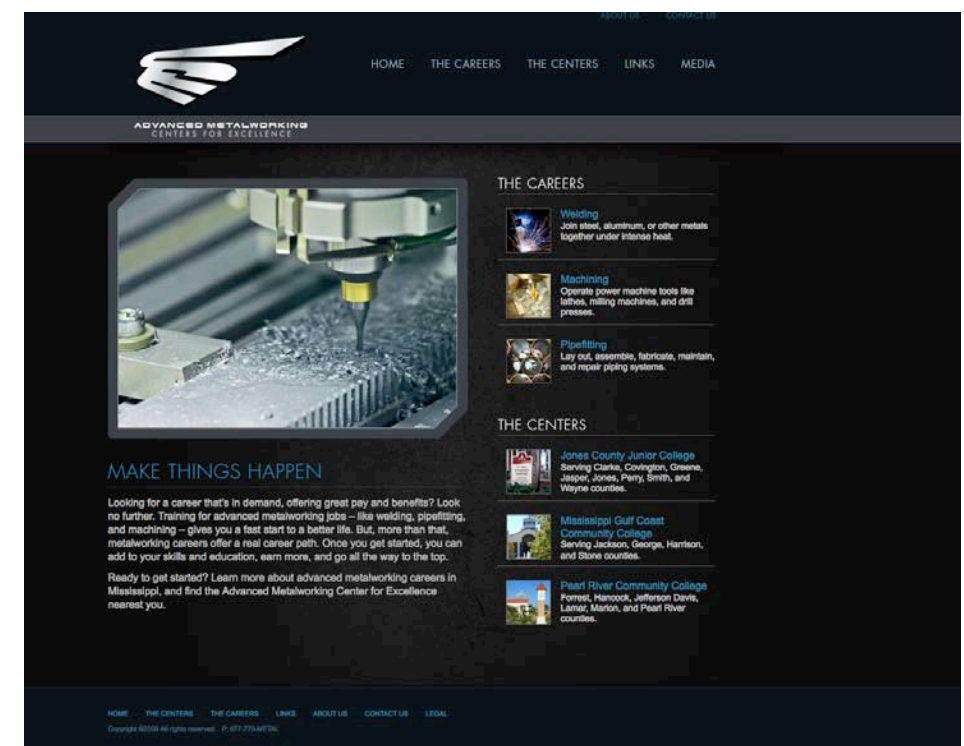 ABOUT US CONTACT US
HOME THE CAREERS THE CENTERS LINKS MEDIA
ADVANCED METALWORKING
CENTERS FOR EXCELLENCE
THE CAREERS
Welding
Join steel, aluminum, or other metals
together under intense heat.
Machining
Operate power machine tools like
lathes, milling machines, and drill
presses.
Pipefitting
Lay out, assemble, fabricate, maintain,
and repair piping systems.
THE CENTERS
Jones County Junior College
Serving Clarke, Covington, Greene,
Jasper, Jones, Perry, Smith, and
Wayne counties.
Mississippi Gulf Coast
Community College
Serving Jackson, George, Harrison,
and Stone counties.
Pearl River Community College
Forrest, Hancock, Jefferson Davis,
Lamar, Marion, and Pearl River
counties.
MAKE THINGS HAPPEN
Looking for a career that's in demand, offering great pay and benefits? Look
no further. Training for advanced metalworking jobs – like welding, pipefitting,
and machining – gives you a fast start to a better life. But, more than that,
metalworking careers offer a real career path. Once you get started, you can
add to your skills and education, earn more, and go all the way to the top.
Ready to get started? Learn more about advanced metalworking careers in
Mississippi, and find the Advanced Metalworking Center for Excellence
nearest you.
HOME THE CENTERS THE CAREERS LINKS ABOUT US CONTACT US LEGAL
Copyright ©2009 All rights reserved. P: 877-770-METAL